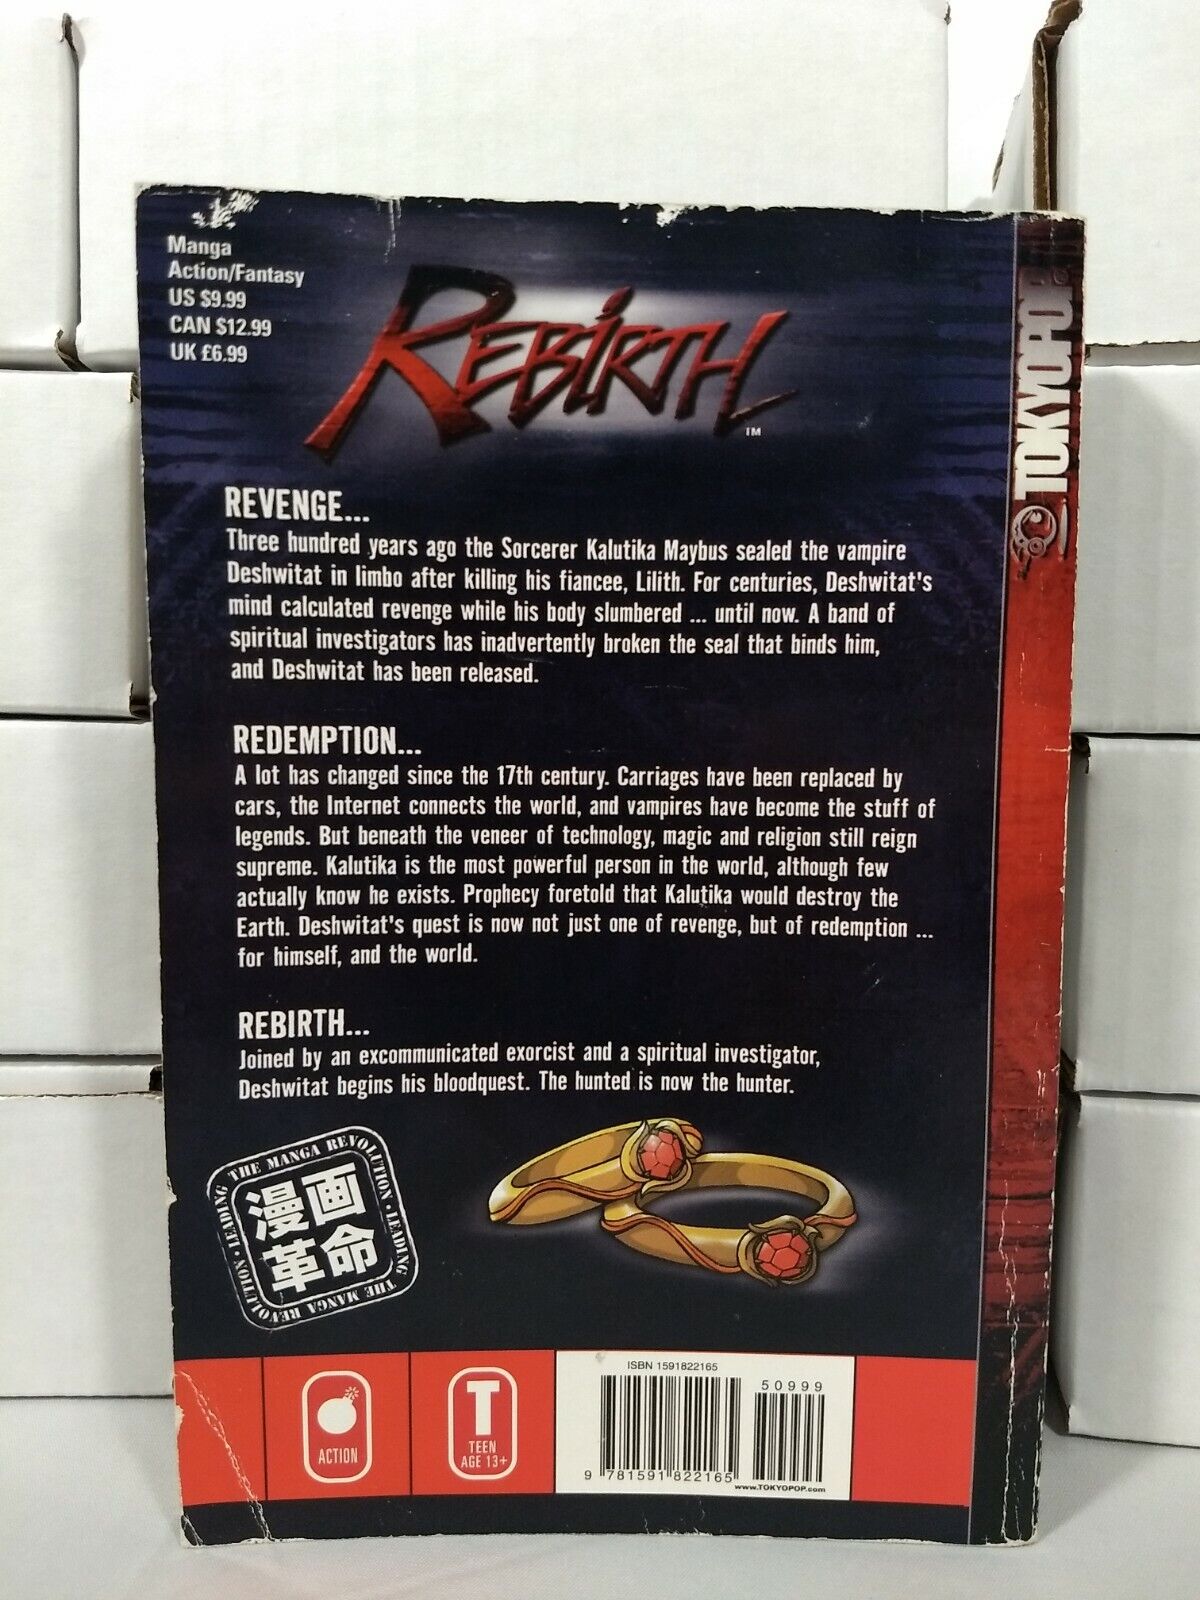 Manga
Action/Fantasy
US $9.99
CAN $12.99
UK £6.99
REBIRTH
™
TOKYOPOP
REVENGE...
Three hundred years ago the Sorcerer Kalutika Maybus sealed the vampire
Deshwitat in limbo after killing his fiancee, Lilith. For centuries, Deshwitat's
mind calculated revenge while his body slumbered ... until now. A band of
spiritual investigators has inadvertently broken the seal that binds him,
and Deshwitat has been released.
REDEMPTION...
A lot has changed since the 17th century. Carriages have been replaced by
cars, the Internet connects the world, and vampires have become the stuff of
legends. But beneath the veneer of technology, magic and religion still reign
supreme. Kalutika is the most powerful person in the world, although few
actually know he exists. Prophecy foretold that Kalutika would destroy the
Earth. Deshwitat's quest is now not just one of revenge, but of redemption ...
for himself, and the world.
REBIRTH...
Joined by an excommunicated exorcist and a spiritual investigator,
Deshwitat begins his bloodquest. The hunted is now the hunter.
THE MANGA REVOLUTION · LEADING THE MANGA REVOLUTION · LEADING
漫画
革命
ACTION
T
TEEN
AGE 13+
ISBN 1591822165
50999
9 781591 822165
www.TOKYOPOP.com